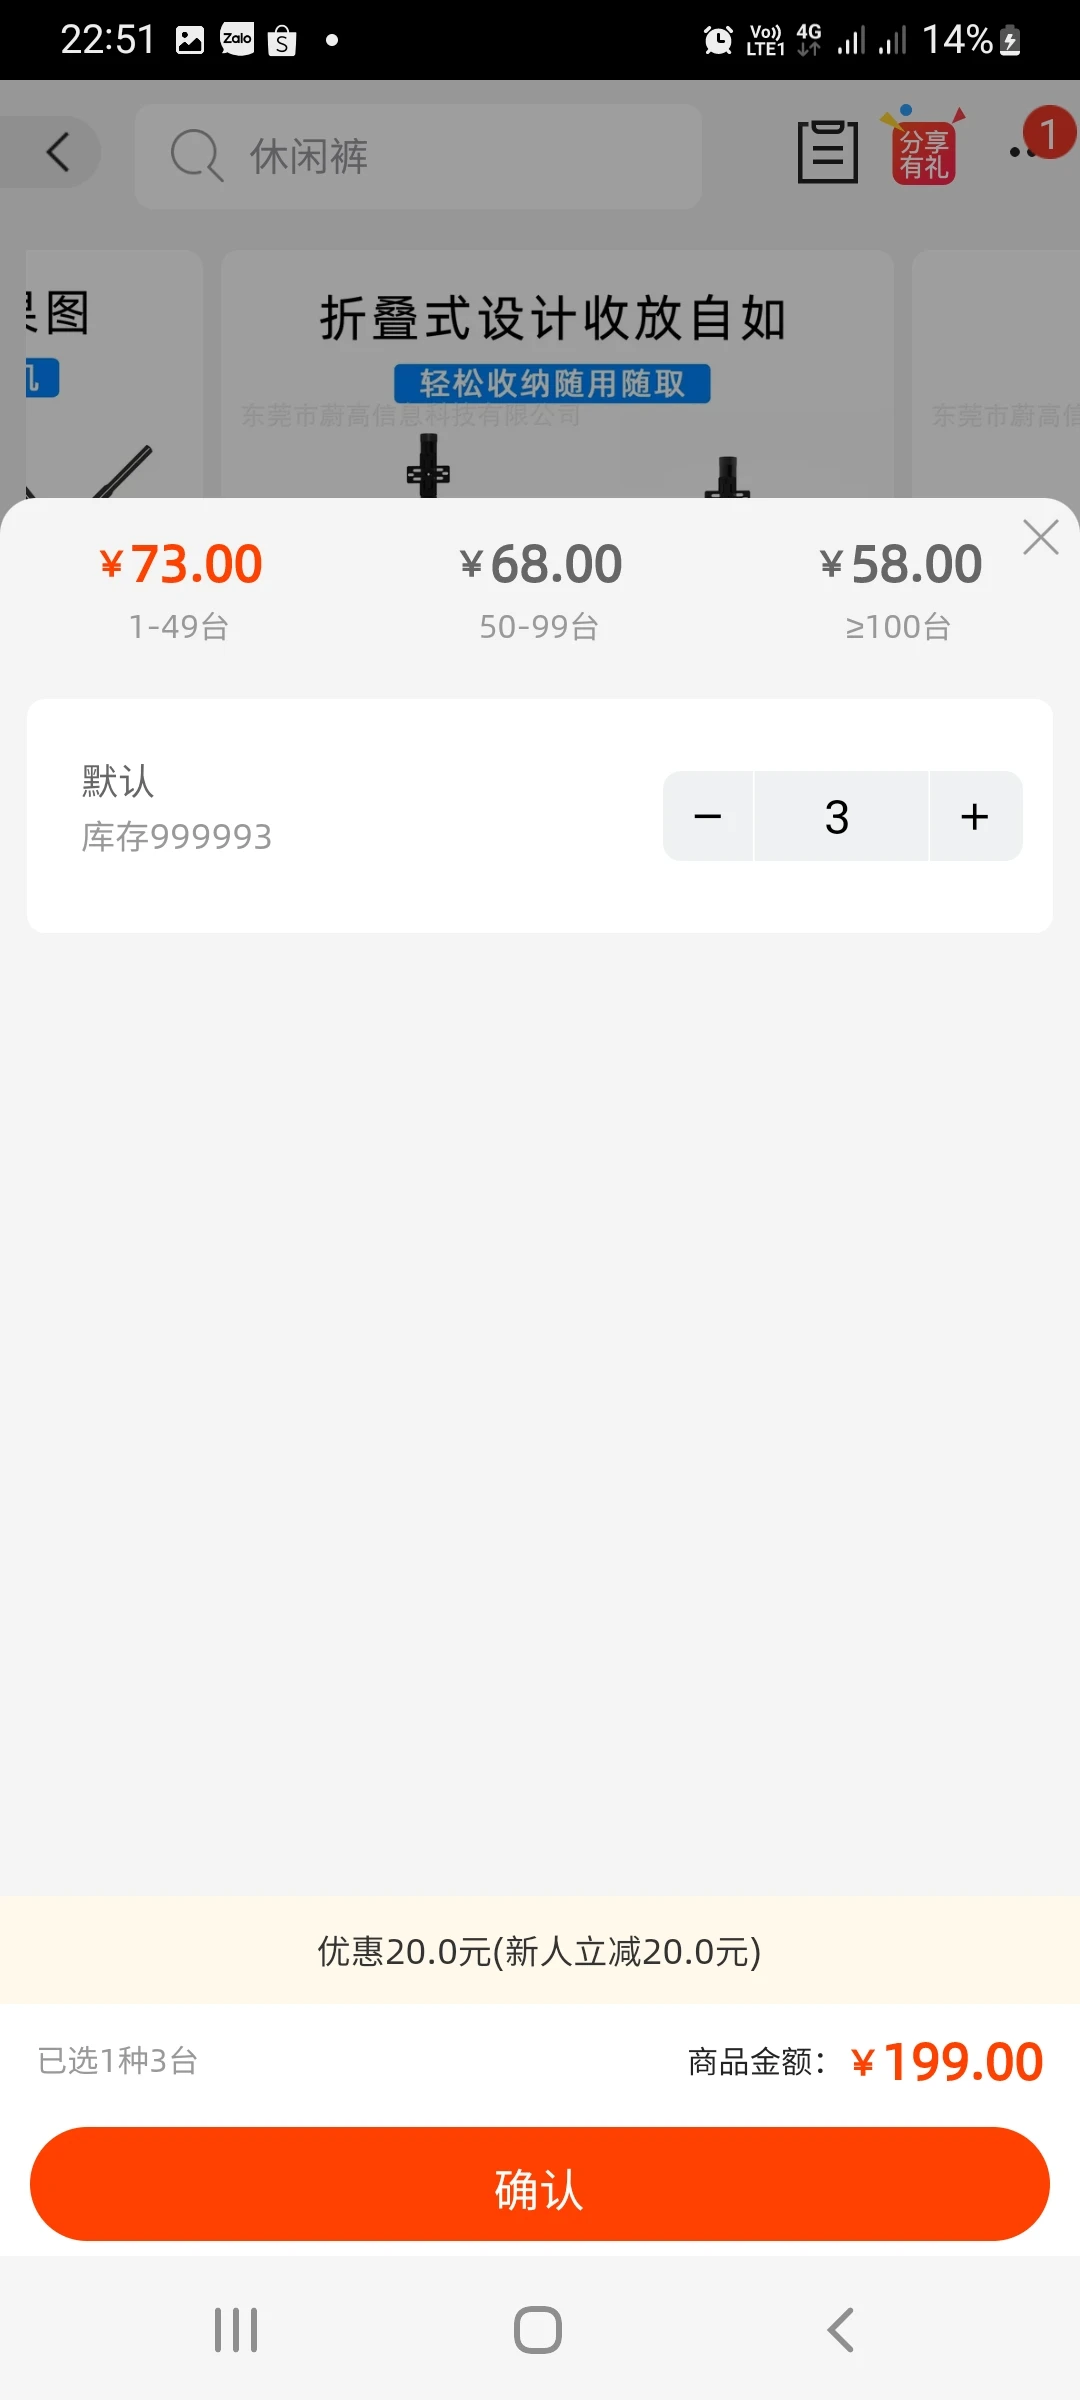 22:51 Zalo S Vo)) LTE1 4G 14%
休闲裤
分享有礼
1
果图
折叠式设计收放自如
轻松收纳随用随取
东莞市蔚高信息科技有限公司
东莞市蔚高信
¥73.00 ¥68.00 ¥58.00
1-49台 50-99台 ≥100台
默认
库存999993
− 3 +
优惠20.0元(新人立减20.0元)
已选1种3台 商品金额：¥199.00
确认